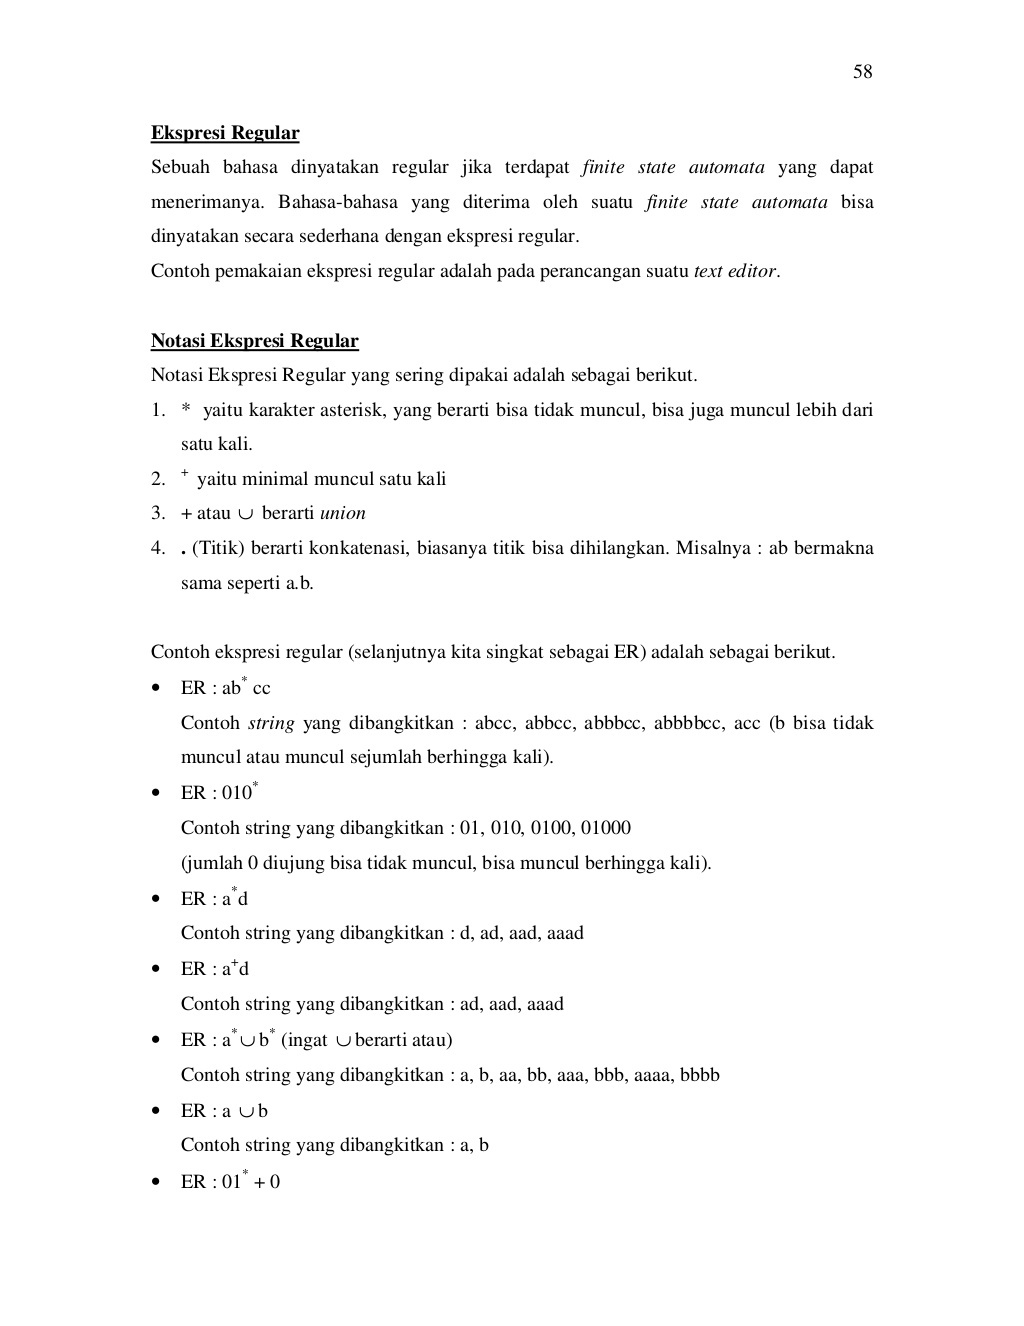 58
Ekspresi Regular
Sebuah bahasa dinyatakan regular jika terdapat finite state automata yang dapat
menerimanya. Bahasa-bahasa yang diterima oleh suatu finite state automata bisa
dinyatakan secara sederhana dengan ekspresi regular.
Contoh pemakaian ekspresi regular adalah pada perancangan suatu text editor.
Notasi Ekspresi Regular
Notasi Ekspresi Regular yang sering dipakai adalah sebagai berikut.
1. * yaitu karakter asterisk, yang berarti bisa tidak muncul, bisa juga muncul lebih dari
satu kali.
2. ⁺ yaitu minimal muncul satu kali
3. + atau ∪ berarti union
4. . (Titik) berarti konkatenasi, biasanya titik bisa dihilangkan. Misalnya : ab bermakna
sama seperti a.b.
Contoh ekspresi regular (selanjutnya kita singkat sebagai ER) adalah sebagai berikut.
• ER : ab* cc
Contoh string yang dibangkitkan : abcc, abbcc, abbbcc, abbbbcc, acc (b bisa tidak
muncul atau muncul sejumlah berhingga kali).
• ER : 010*
Contoh string yang dibangkitkan : 01, 010, 0100, 01000
(jumlah 0 diujung bisa tidak muncul, bisa muncul berhingga kali).
• ER : a*d
Contoh string yang dibangkitkan : d, ad, aad, aaad
• ER : a⁺d
Contoh string yang dibangkitkan : ad, aad, aaad
• ER : a*∪ b* (ingat ∪ berarti atau)
Contoh string yang dibangkitkan : a, b, aa, bb, aaa, bbb, aaaa, bbbb
• ER : a ∪ b
Contoh string yang dibangkitkan : a, b
• ER : 01* + 0